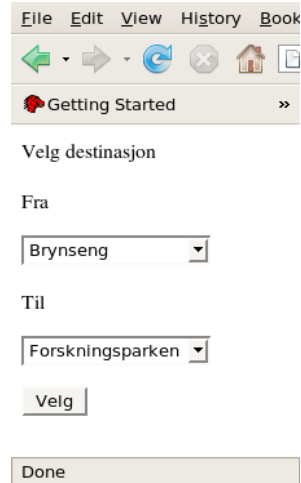 File Edit View History Book
Getting Started »
Velg destinasjon
Fra
Brynseng
Til
Forskningsparken
Velg
Done